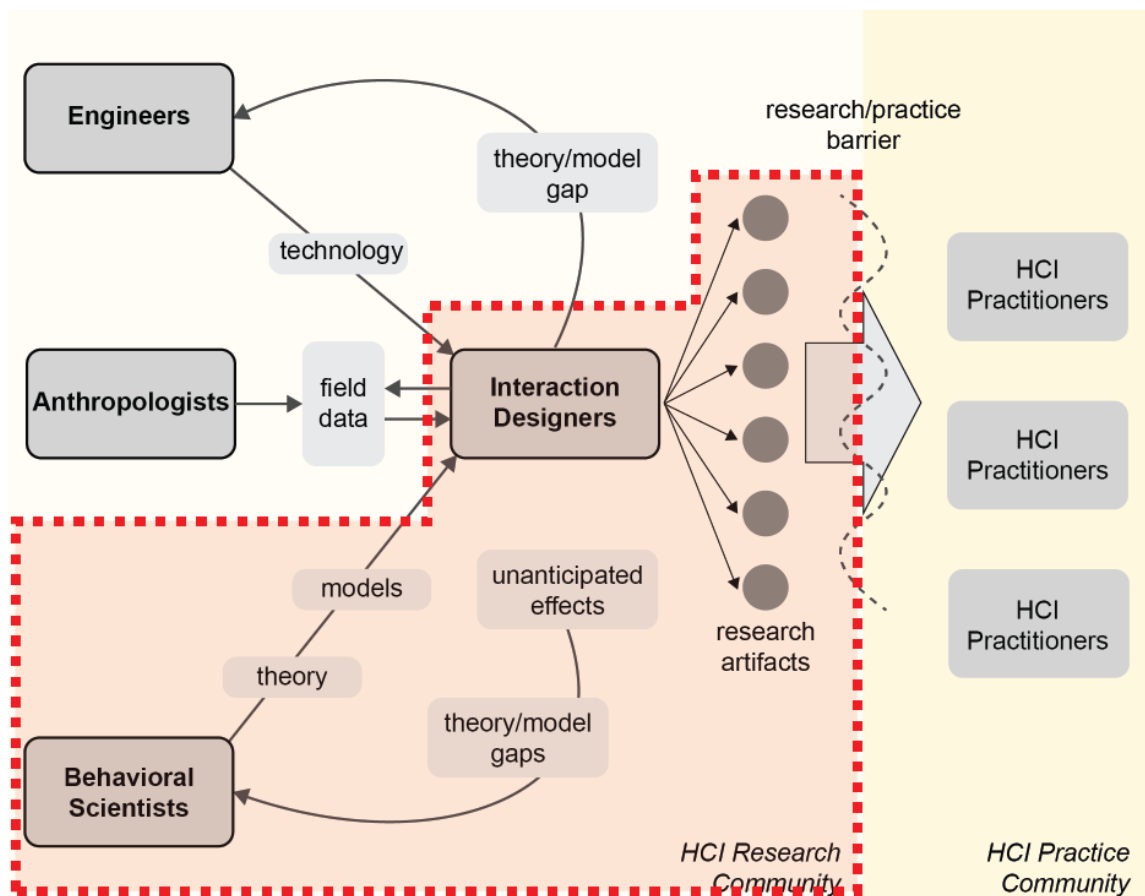 Engineers
theory/model
gap
research/practice
barrier
technology
HCI
Practitioners
Anthropologists
field
data
Interaction
Designers
HCI
Practitioners
models
unanticipated
effects
HCI
Practitioners
research
artifacts
theory
theory/model
gaps
Behavioral
Scientists
HCI Research
Community
HCI Practice
Community